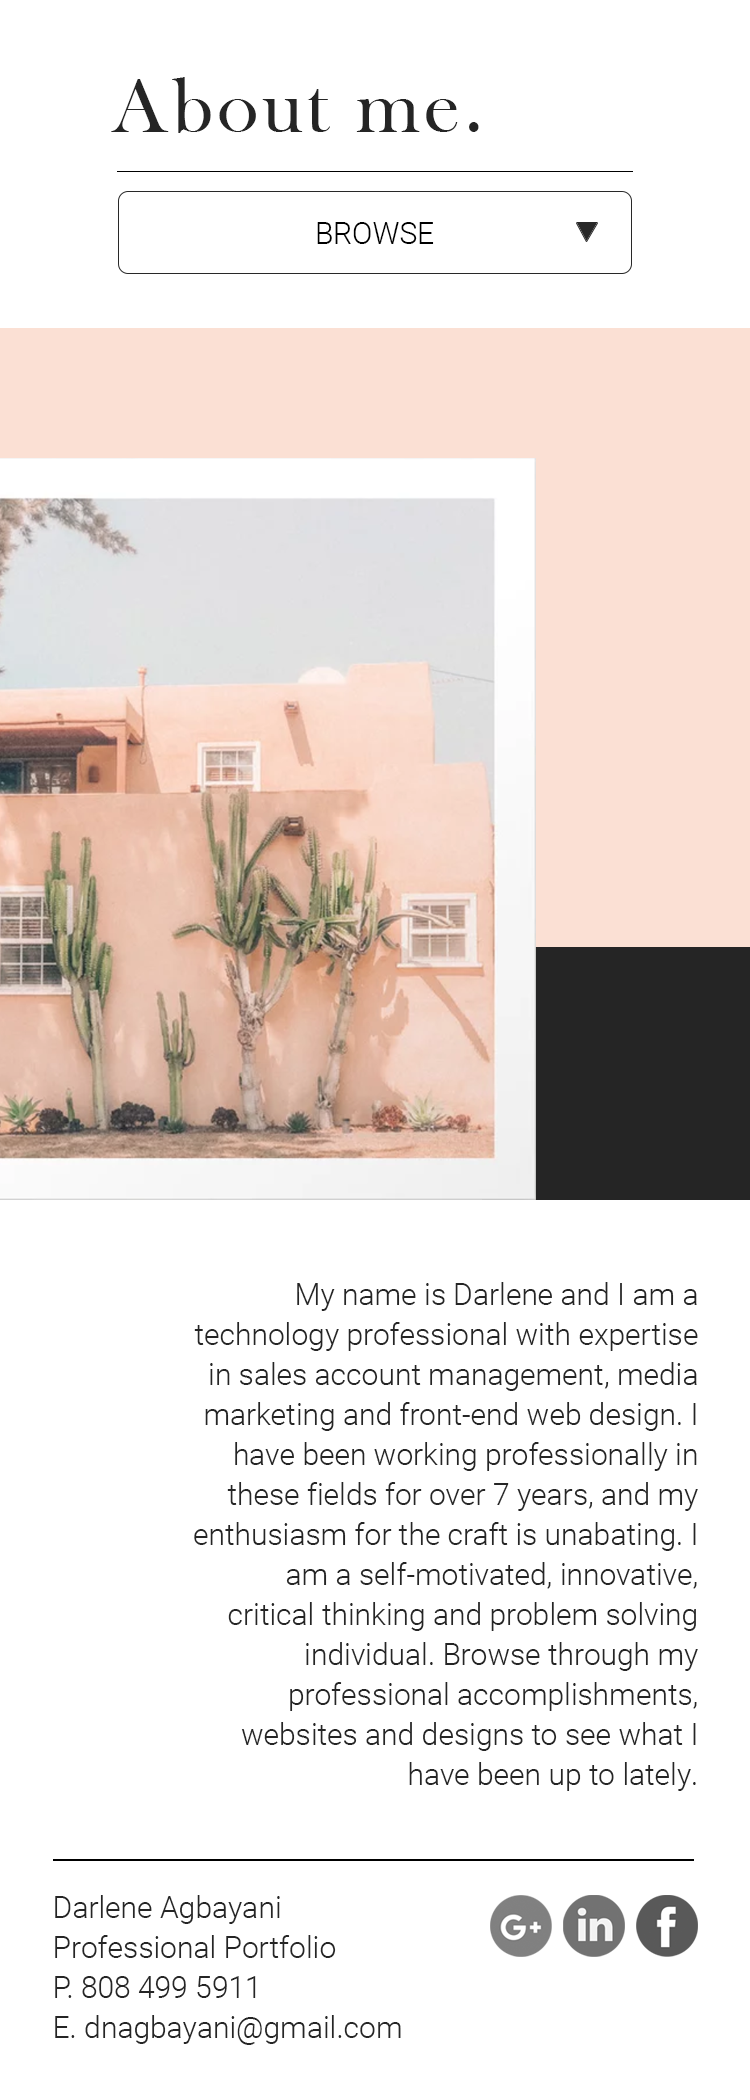 About me.
BROWSE
My name is Darlene and I am a
technology professional with expertise
in sales account management, media
marketing and front-end web design. I
have been working professionally in
these fields for over 7 years, and my
enthusiasm for the craft is unabating. I
am a self-motivated, innovative,
critical thinking and problem solving
individual. Browse through my
professional accomplishments,
websites and designs to see what I
have been up to lately.
Darlene Agbayani
Professional Portfolio
P. 808 499 5911
E. dnagbayani@gmail.com
G+ in f